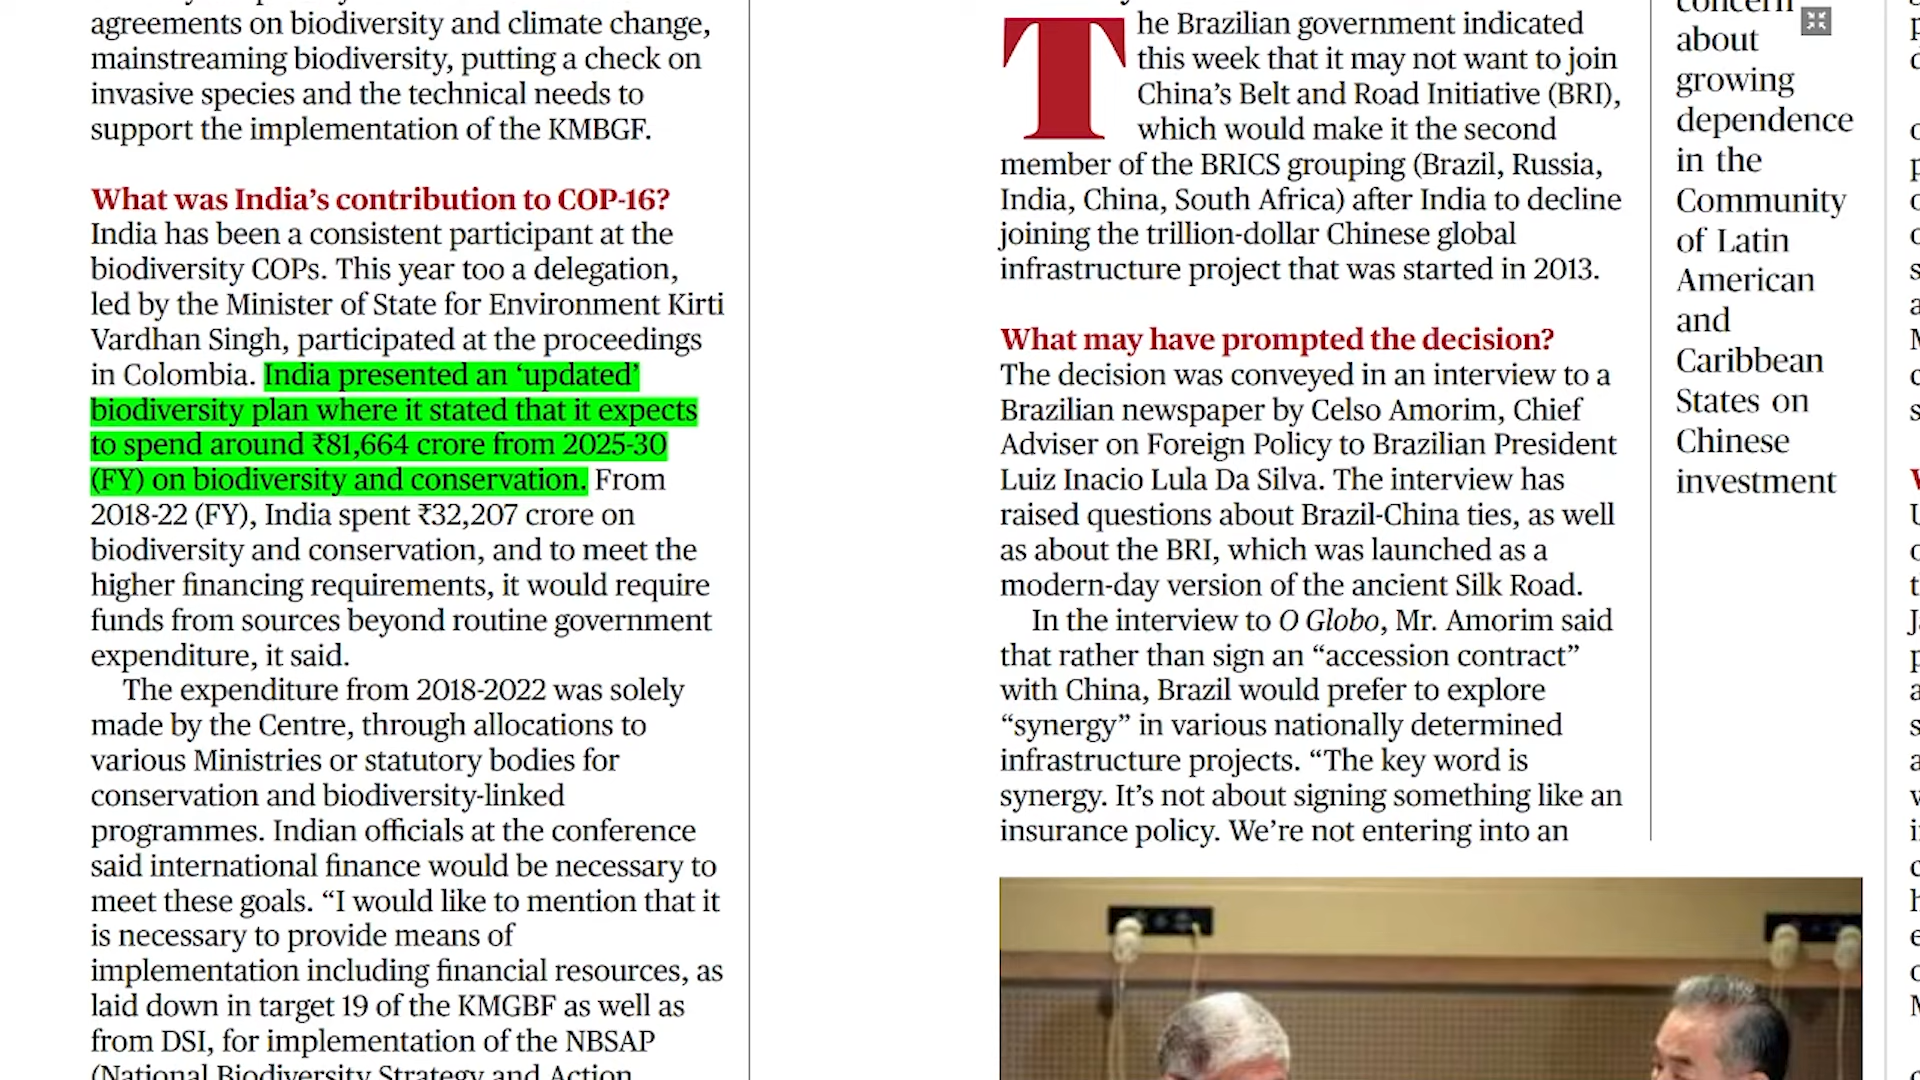 agreements on biodiversity and climate change,
mainstreaming biodiversity, putting a check on
invasive species and the technical needs to
support the implementation of the KMBGF.
What was India’s contribution to COP-16?
India has been a consistent participant at the
biodiversity COPs. This year too a delegation,
led by the Minister of State for Environment Kirti
Vardhan Singh, participated at the proceedings
in Colombia. India presented an ‘updated’
biodiversity plan where it stated that it expects
to spend around ₹81,664 crore from 2025-30
(FY) on biodiversity and conservation. From
2018-22 (FY), India spent ₹32,207 crore on
biodiversity and conservation, and to meet the
higher financing requirements, it would require
funds from sources beyond routine government
expenditure, it said.
The expenditure from 2018-2022 was solely
made by the Centre, through allocations to
various Ministries or statutory bodies for
conservation and biodiversity-linked
programmes. Indian officials at the conference
said international finance would be necessary to
meet these goals. “I would like to mention that it
is necessary to provide means of
implementation including financial resources, as
laid down in target 19 of the KMGBF as well as
from DSI, for implementation of the NBSAP
(National Biodiversity Strategy and Action
The Brazilian government indicated
this week that it may not want to join
China’s Belt and Road Initiative (BRI),
which would make it the second
member of the BRICS grouping (Brazil, Russia,
India, China, South Africa) after India to decline
joining the trillion-dollar Chinese global
infrastructure project that was started in 2013.
What may have prompted the decision?
The decision was conveyed in an interview to a
Brazilian newspaper by Celso Amorim, Chief
Adviser on Foreign Policy to Brazilian President
Luiz Inacio Lula Da Silva. The interview has
raised questions about Brazil-China ties, as well
as about the BRI, which was launched as a
modern-day version of the ancient Silk Road.
In the interview to O Globo, Mr. Amorim said
that rather than sign an “accession contract”
with China, Brazil would prefer to explore
“synergy” in various nationally determined
infrastructure projects. “The key word is
synergy. It’s not about signing something like an
insurance policy. We’re not entering into an
concern
about
growing
dependence
in the
Community
of Latin
American
and
Caribbean
States on
Chinese
investment